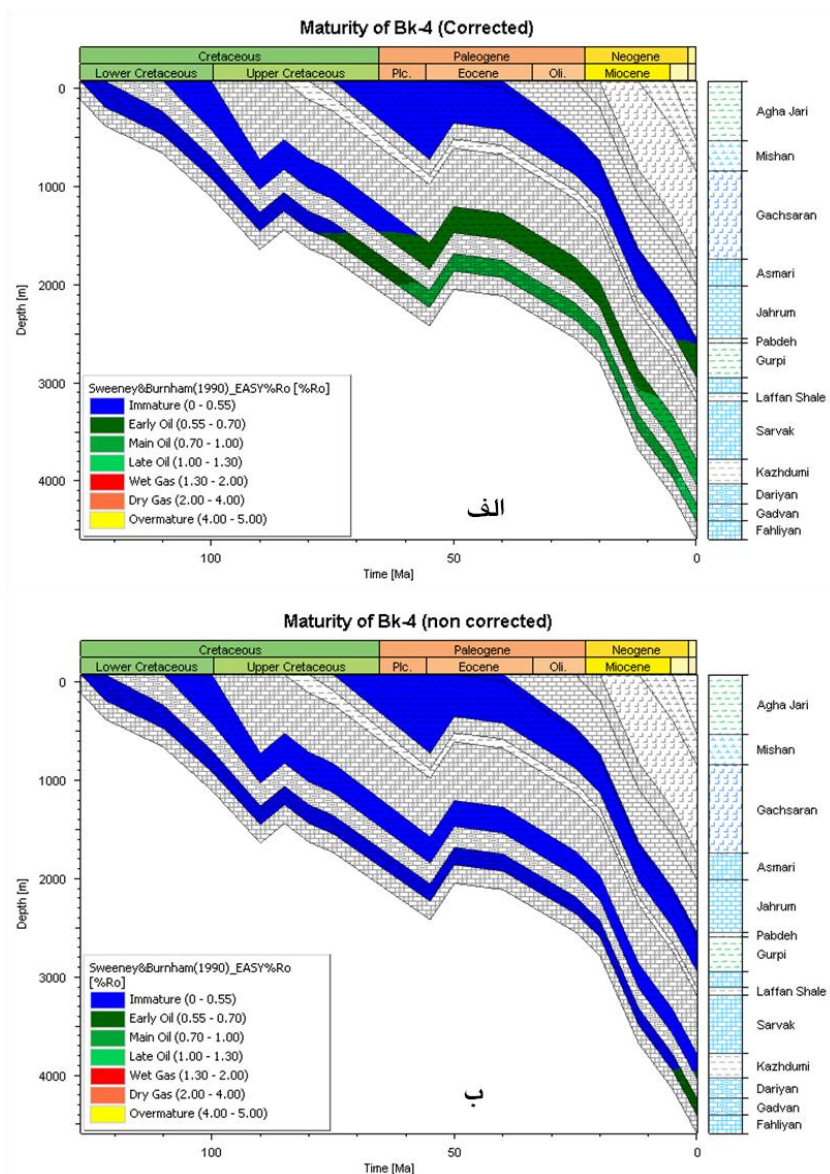 Maturity of Bk-4 (Corrected)
Cretaceous Paleogene Neogene
Lower Cretaceous Upper Cretaceous Plc. Eocene Oli. Miocene
0
1000
2000
3000
4000
Depth [m]
Agha Jari
Mishan
Gachsaran
Asmari
Jahrum
Pabdeh
Gurpi
Laffan Shale
Sarvak
Kazhdumi
Dariyan
Gadvan
Fahliyan
Sweeney&Burnham(1990)_EASY%Ro [%Ro]
Immature (0 - 0.55)
Early Oil (0.55 - 0.70)
Main Oil (0.70 - 1.00)
Late Oil (1.00 - 1.30)
Wet Gas (1.30 - 2.00)
Dry Gas (2.00 - 4.00)
Overmature (4.00 - 5.00)
الف
100 50 0
Time [Ma]
Maturity of Bk-4 (non corrected)
Cretaceous Paleogene Neogene
Lower Cretaceous Upper Cretaceous Plc. Eocene Oli. Miocene
0
1000
2000
3000
4000
Depth [m]
Agha Jari
Mishan
Gachsaran
Asmari
Jahrum
Pabdeh
Gurpi
Laffan Shale
Sarvak
Kazhdumi
Dariyan
Gadvan
Fahliyan
Sweeney&Burnham(1990)_EASY%Ro
[%Ro]
Immature (0 - 0.55)
Early Oil (0.55 - 0.70)
Main Oil (0.70 - 1.00)
Late Oil (1.00 - 1.30)
Wet Gas (1.30 - 2.00)
Dry Gas (2.00 - 4.00)
Overmature (4.00 - 5.00)
ب
100 50 0
Time [Ma]